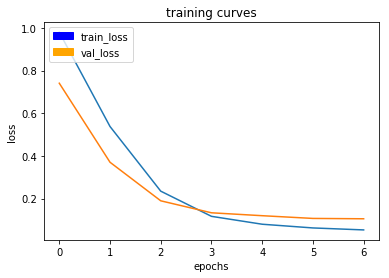 training curves
train_loss
val_loss
1.0
0.8
0.6
0.4
0.2
loss
0 1 2 3 4 5 6
epochs